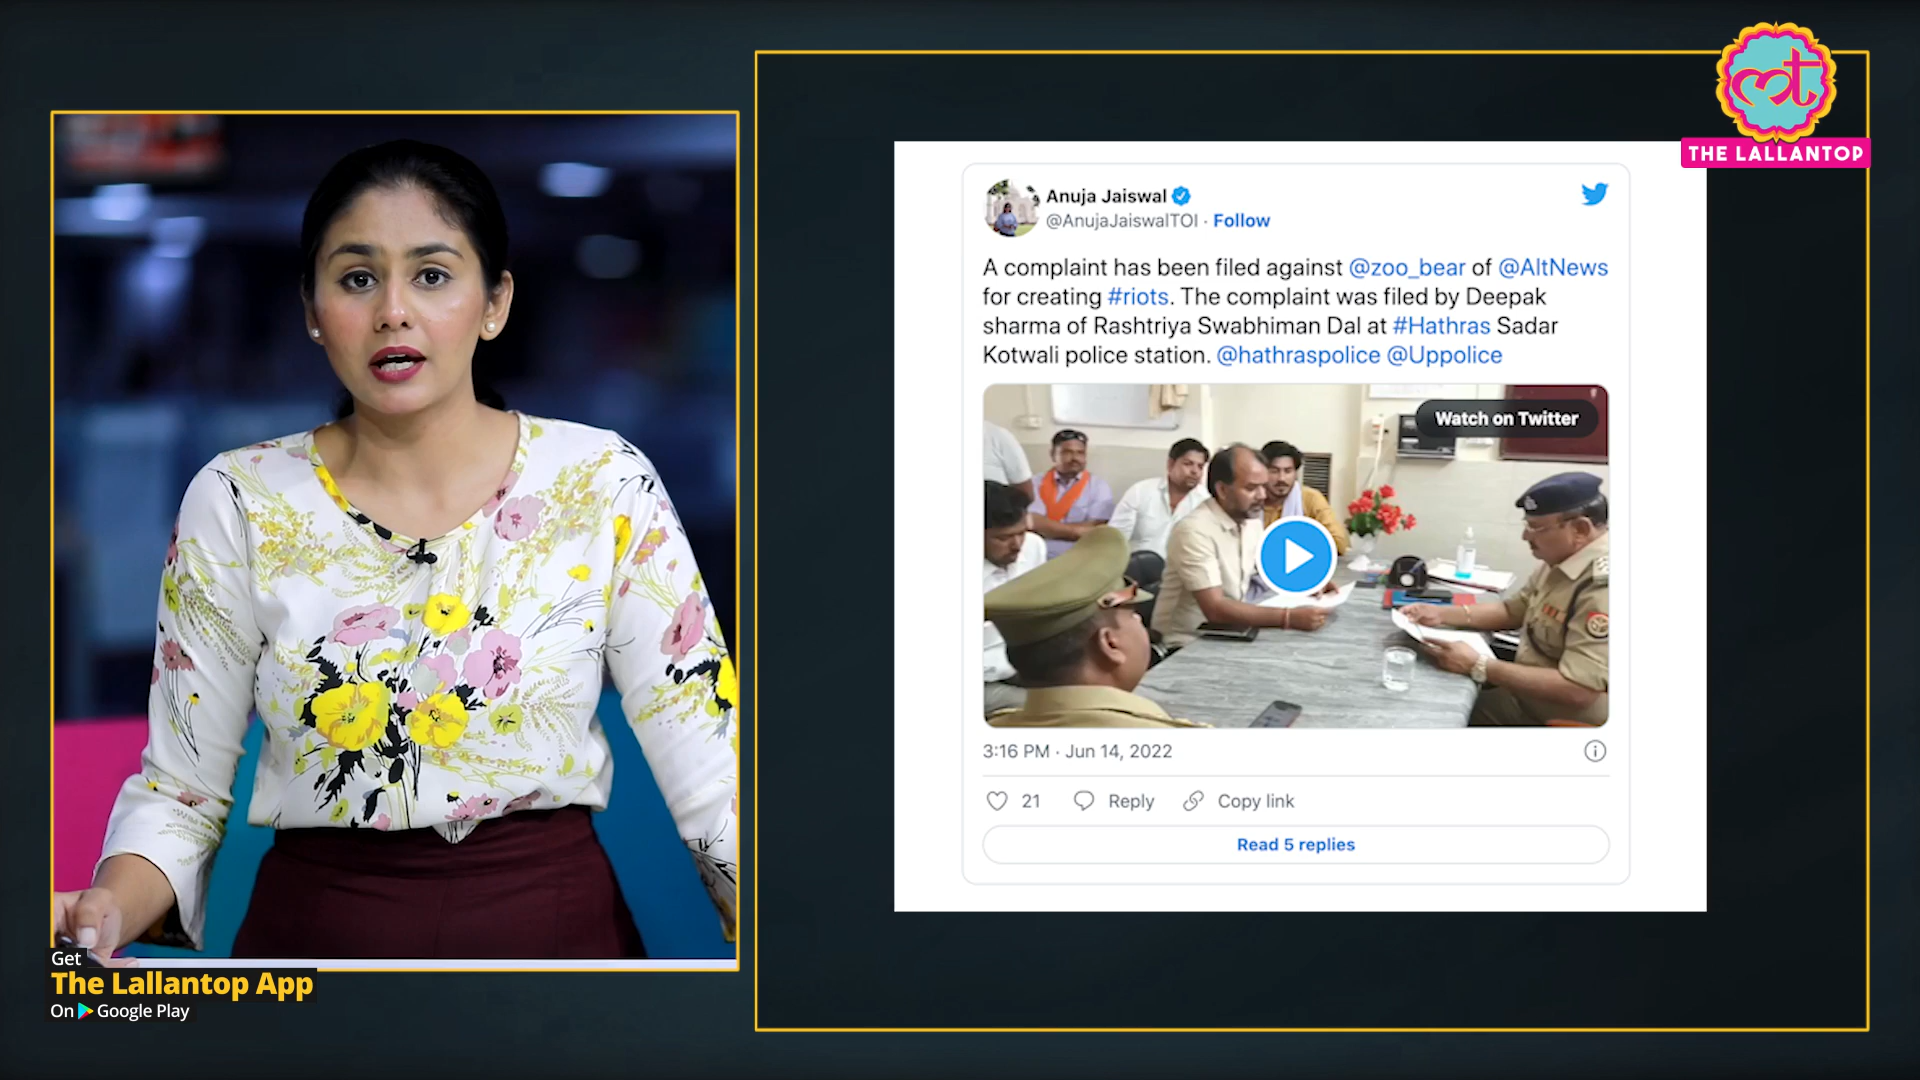 THE LALLANTOP
Anuja Jaiswal
@AnujaJaiswalTOI · Follow
A complaint has been filed against @zoo_bear of @AltNews
for creating #riots. The complaint was filed by Deepak
sharma of Rashtriya Swabhiman Dal at #Hathras Sadar
Kotwali police station. @hathraspolice @Uppolice
Watch on Twitter
3:16 PM · Jun 14, 2022
21 Reply Copy link
Read 5 replies
Get
The Lallantop App
On Google Play